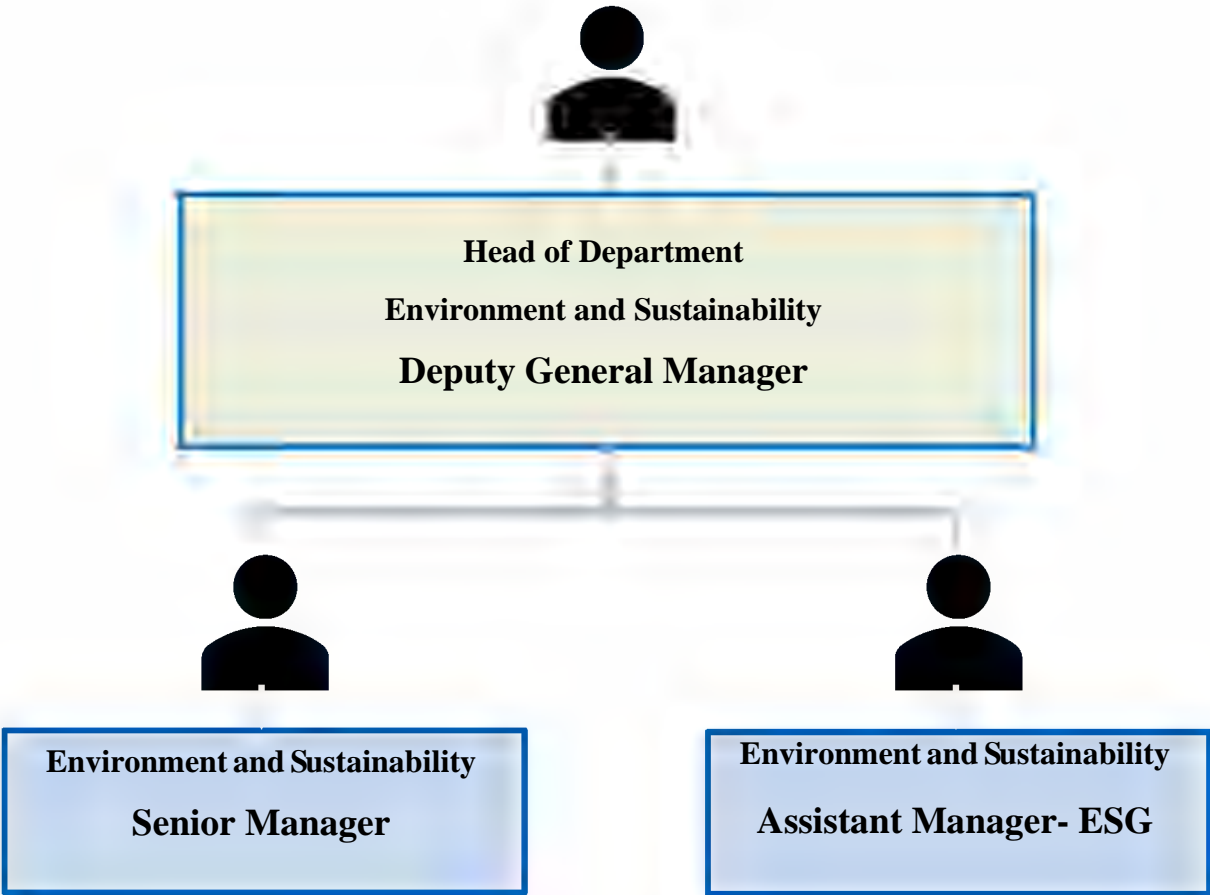 Head of Department
Environment and Sustainability
Deputy General Manager
Environment and Sustainability
Senior Manager
Environment and Sustainability
Assistant Manager- ESG